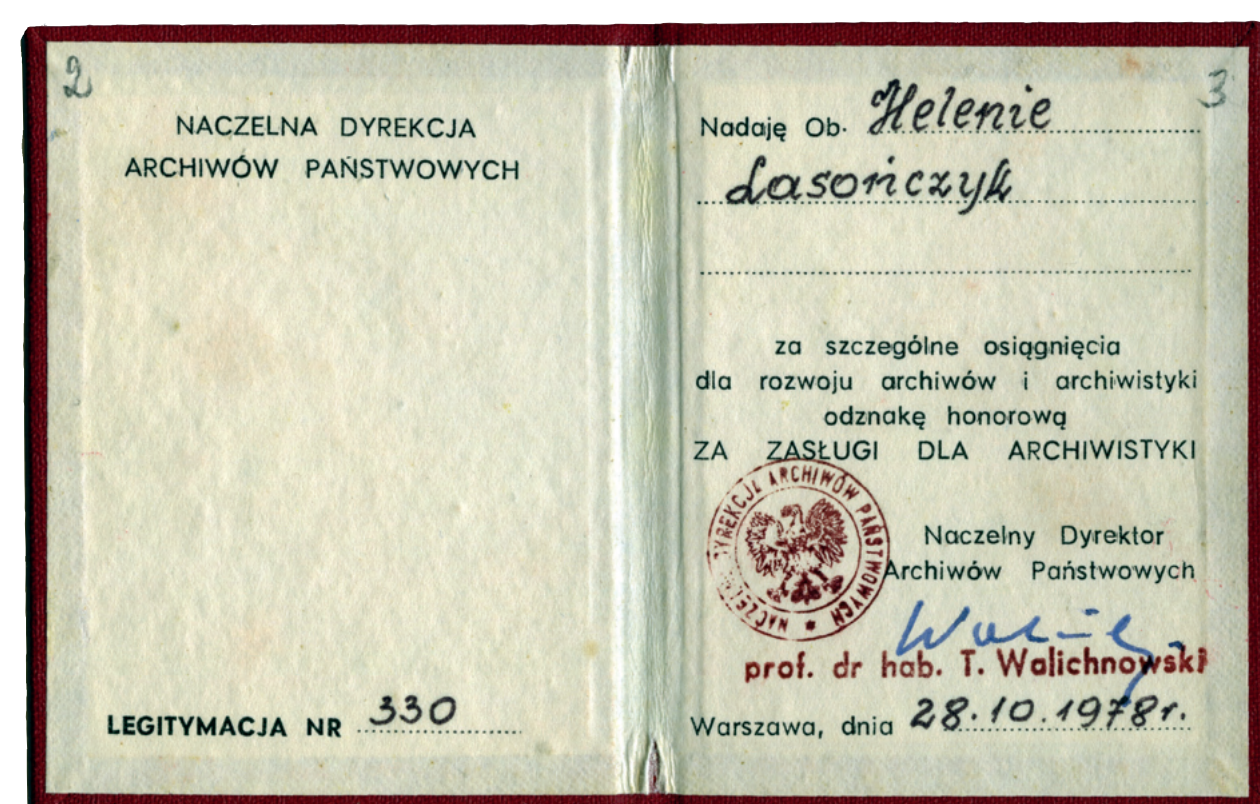 2
NACZELNA DYREKCJA
ARCHIWÓW PAŃSTWOWYCH
LEGITYMACJA NR 330
3
Nadaję Ob. Helenie
Lasończyk
za szczególne osiągnięcia
dla rozwoju archiwów i archiwistyki
odznakę honorową
ZA ZASŁUGI DLA ARCHIWISTYKI
NACZELNY DYREKCJE ARCHIWÓW PAŃSTWOWYCH *
Naczelny Dyrektor
Archiwów Państwowych
prof. dr hab. T. Walichnowski
Warszawa, dnia 28.10.1978r.